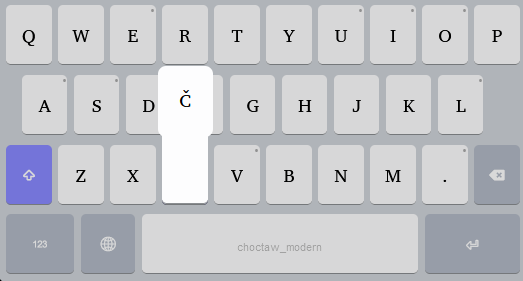 Q W E R T Y U I O P
A S D Č G H J K L
Z X V B N M .
123 choctaw_modern